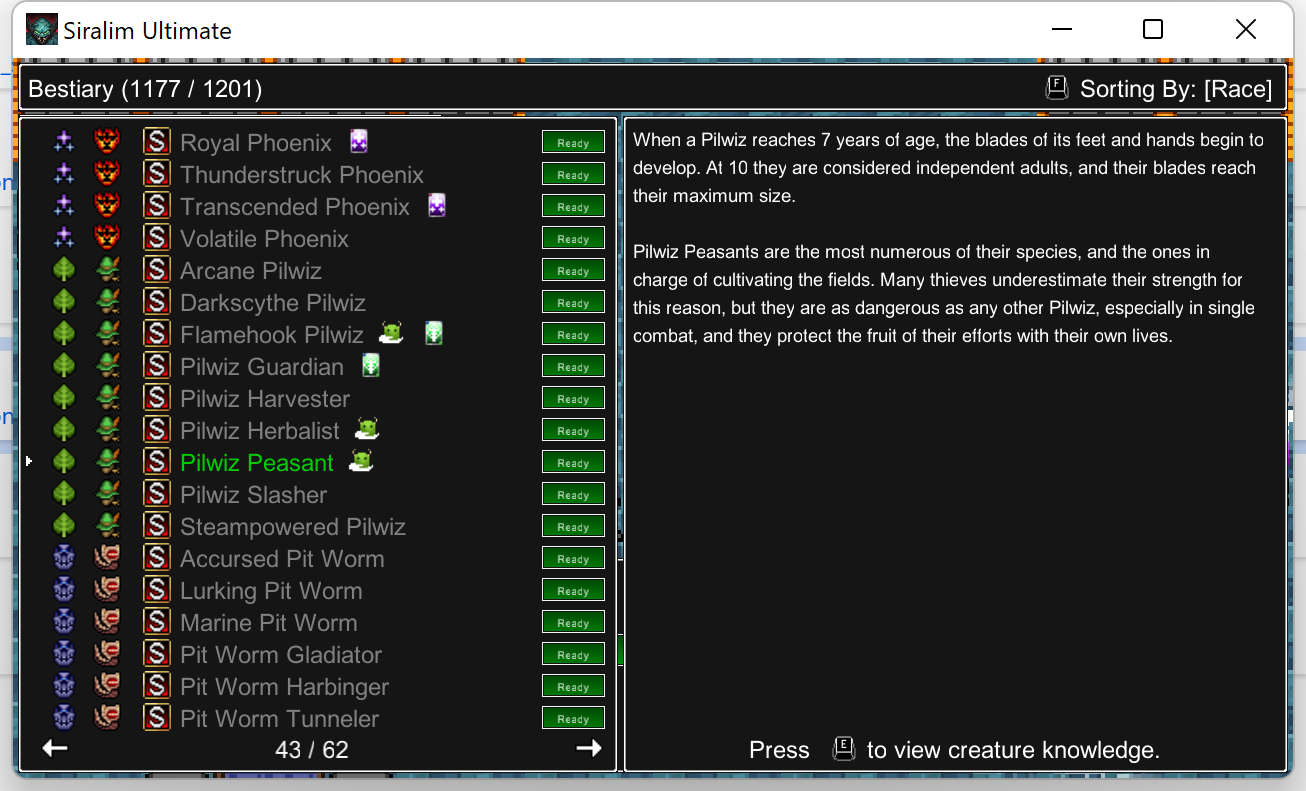 Siralim Ultimate
Bestiary (1177 / 1201)
F Sorting By: [Race]
S Royal Phoenix Ready
S Thunderstruck Phoenix Ready
S Transcended Phoenix Ready
S Volatile Phoenix Ready
S Arcane Pilwiz Ready
S Darkscythe Pilwiz Ready
S Flamehook Pilwiz Ready
S Pilwiz Guardian Ready
S Pilwiz Harvester Ready
S Pilwiz Herbalist Ready
S Pilwiz Peasant Ready
S Pilwiz Slasher Ready
S Steampowered Pilwiz Ready
S Accursed Pit Worm Ready
S Lurking Pit Worm Ready
S Marine Pit Worm Ready
S Pit Worm Gladiator Ready
S Pit Worm Harbinger Ready
S Pit Worm Tunneler Ready
43 / 62
When a Pilwiz reaches 7 years of age, the blades of its feet and hands begin to
develop. At 10 they are considered independent adults, and their blades reach
their maximum size.
Pilwiz Peasants are the most numerous of their species, and the ones in
charge of cultivating the fields. Many thieves underestimate their strength for
this reason, but they are as dangerous as any other Pilwiz, especially in single
combat, and they protect the fruit of their efforts with their own lives.
Press E to view creature knowledge.